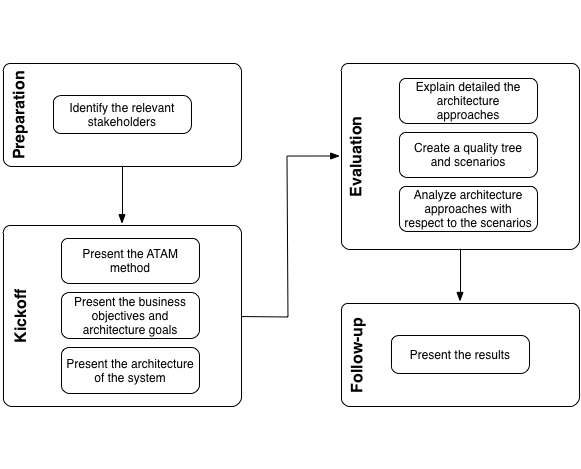 Preparation
Identify the relevant
stakeholders
Kickoff
Present the ATAM
method
Present the business
objectives and
architecture goals
Present the architecture
of the system
Evaluation
Explain detailed the
architecture
approaches
Create a quality tree
and scenarios
Analyze architecture
approaches with
respect to the scenarios
Follow-up
Present the results